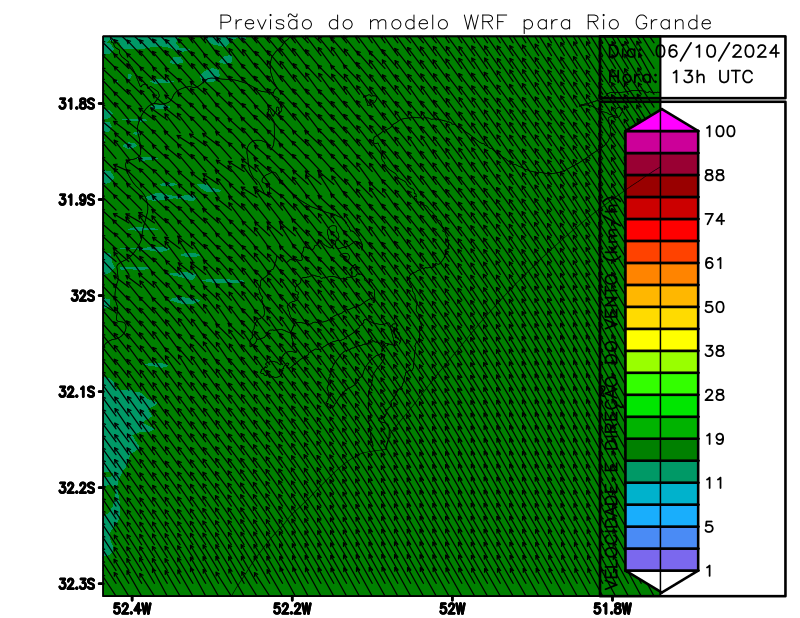 Previsão do modelo WRF para Rio Grande
Dia: 06/10/2024
Hora: 13h UTC
31.8S
31.9S
32S
32.1S
32.2S
32.3S
52.4W
52.2W
52W
51.8W
VELOCIDADE E DIREÇÃO DO VENTO (km/h)
100
88
74
61
50
38
28
19
11
5
1